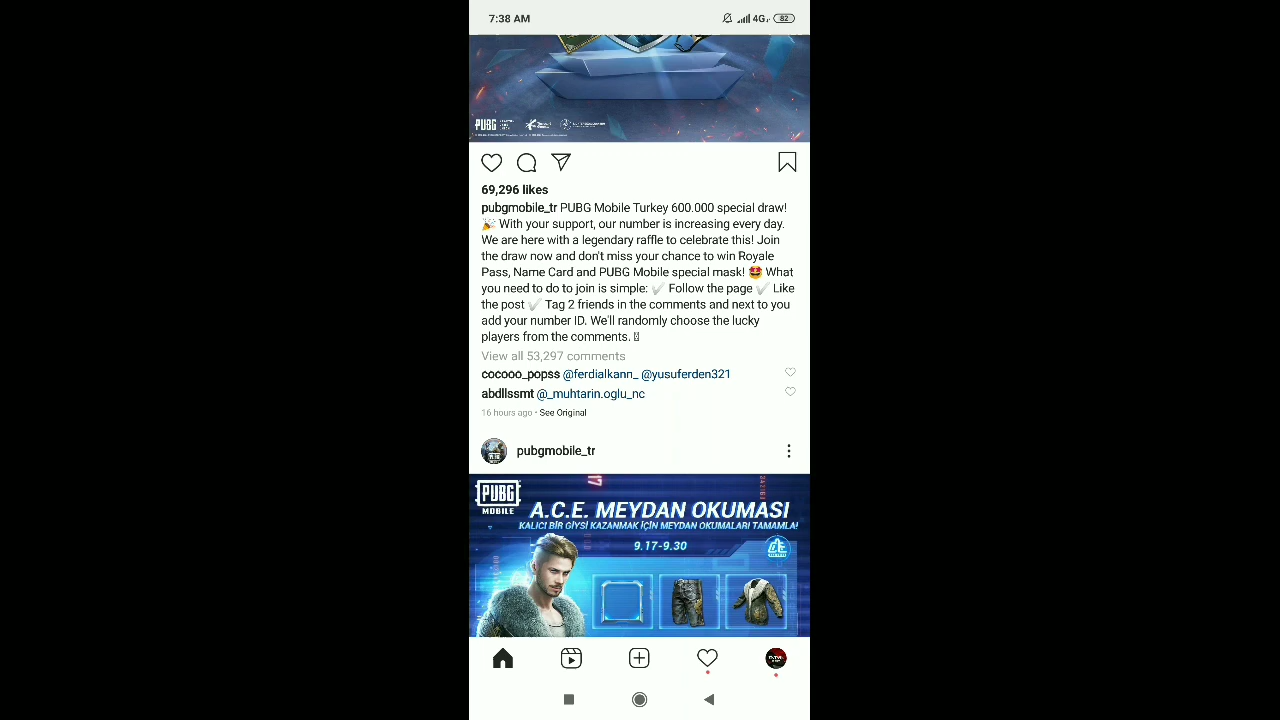 7:38 AM
4G
82
PUBG
69,296 likes
pubgmobile_tr PUBG Mobile Turkey 600.000 special draw!
🎉 With your support, our number is increasing every day.
We are here with a legendary raffle to celebrate this! Join
the draw now and don't miss your chance to win Royale
Pass, Name Card and PUBG Mobile special mask! 🤩 What
you need to do to join is simple: ✔️ Follow the page ✔️ Like
the post ✔️ Tag 2 friends in the comments and next to you
add your number ID. We'll randomly choose the lucky
players from the comments.
View all 53,297 comments
cocooo_popss @ferdialkann_ @yusuferden321
abdllssmt @_muhtarin.oglu_nc
16 hours ago • See Original
pubgmobile_tr
PUBG
MOBILE
A.C.E. MEYDAN OKUMASI
KALICI BİR GİYSİ KAZANMAK İÇİN MEYDAN OKUMALARI TAMAMLA!
9.17-9.30